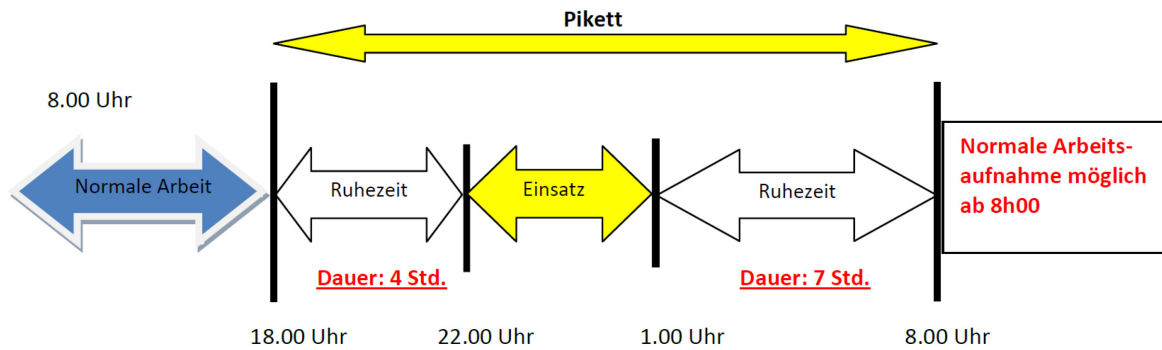 Pikett
8.00 Uhr
Normale Arbeit
Ruhezeit
Einsatz
Ruhezeit
Normale Arbeits-
aufnahme möglich
ab 8h00
Dauer: 4 Std.
Dauer: 7 Std.
18.00 Uhr
22.00 Uhr
1.00 Uhr
8.00 Uhr